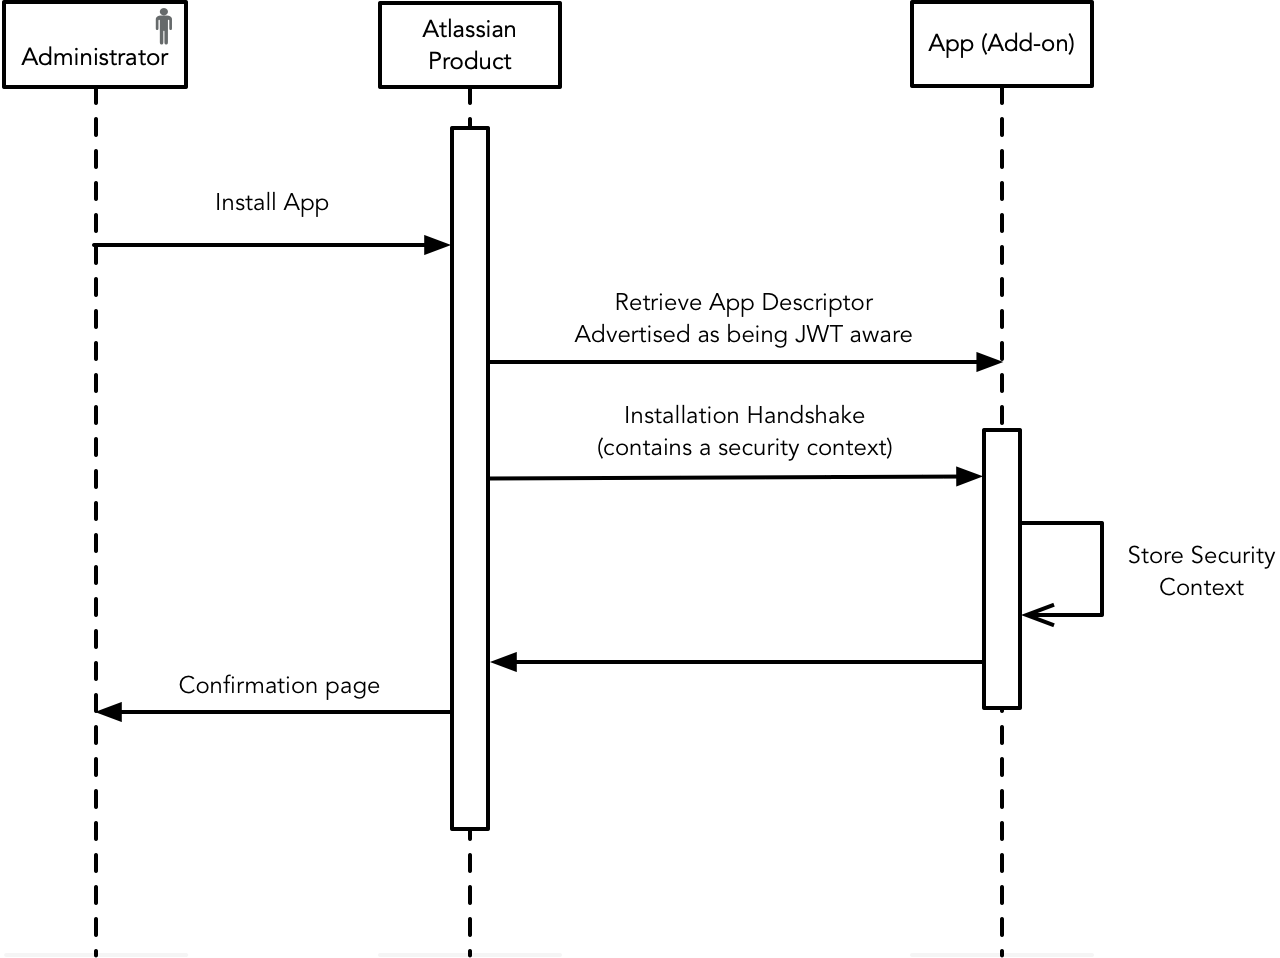 Administrator
Atlassian
Product
App (Add-on)
Install App
Retrieve App Descriptor
Advertised as being JWT aware
Installation Handshake
(contains a security context)
Store Security
Context
Confirmation page